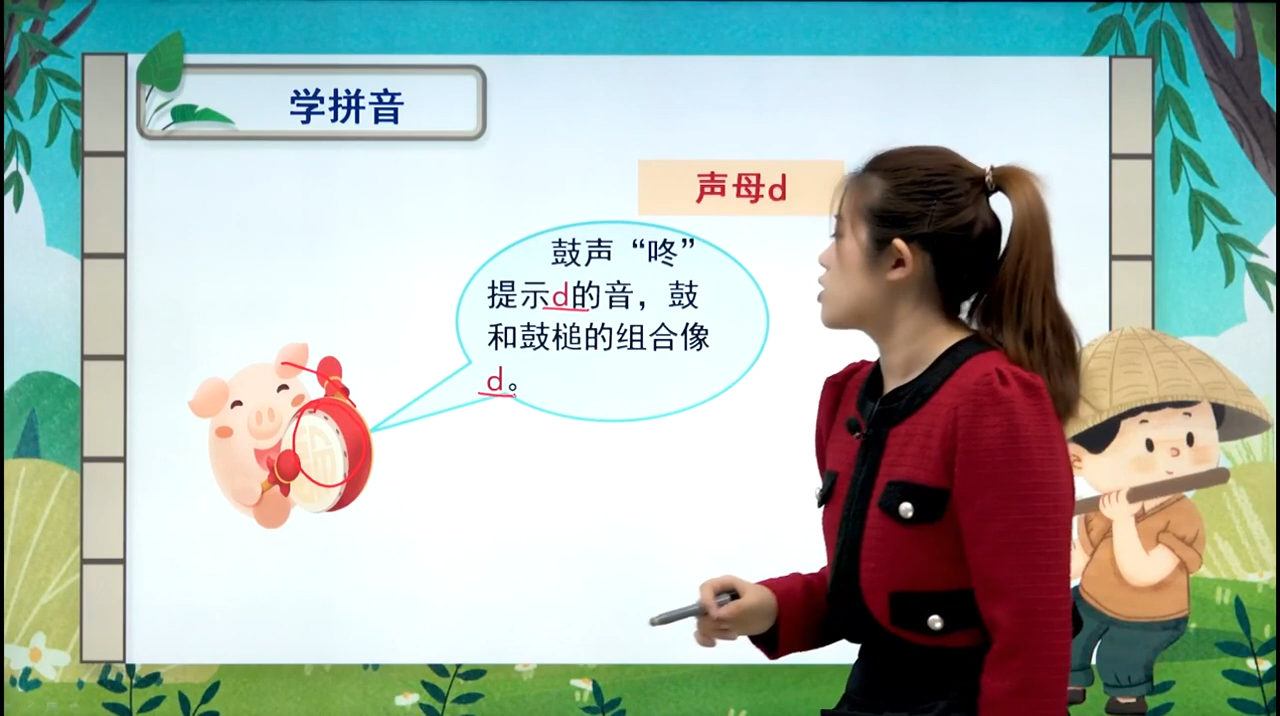 学拼音
声母d
鼓声“咚”
提示d的音，鼓
和鼓槌的组合像
d。